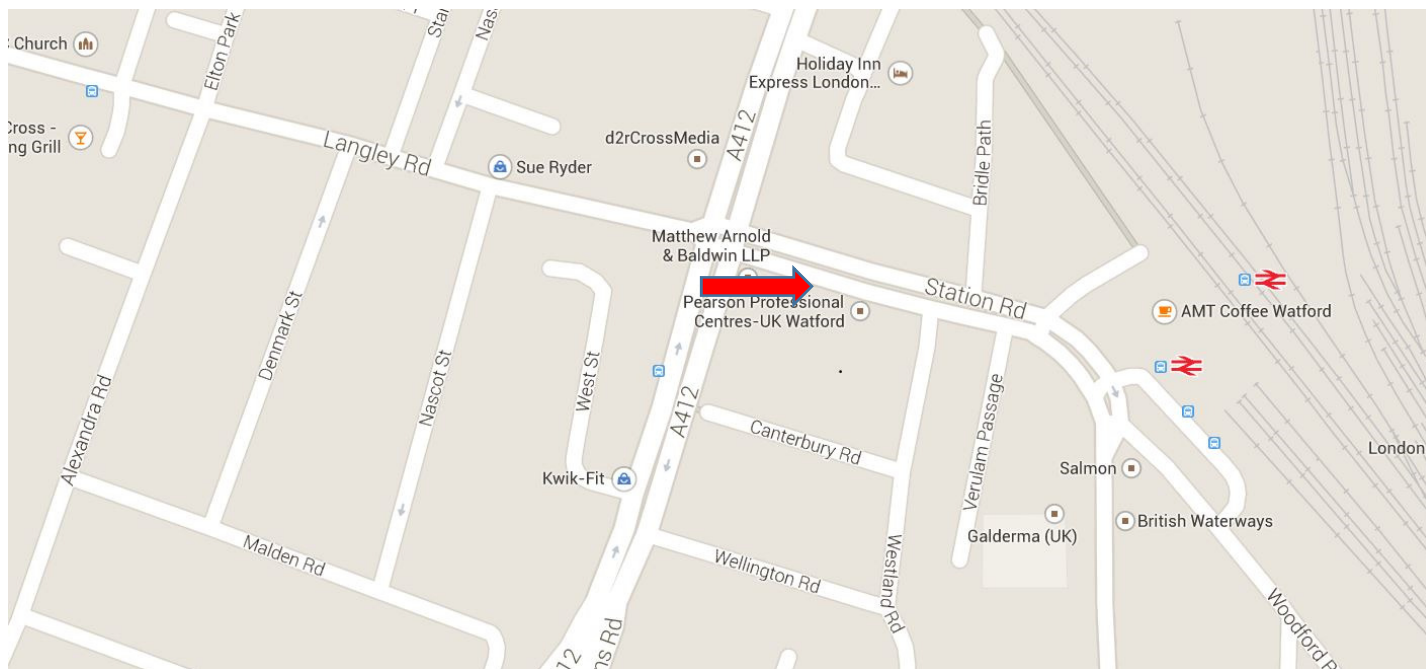 : Church
Elton Park
Star
Nas
A412
Holiday Inn
Express London...
Cross -
ng Grill
Langley Rd
Sue Ryder
d2rCrossMedia
Bridle Path
Matthew Arnold
& Baldwin LLP
Pearson Professional
Centres-UK Watford
Station Rd
AMT Coffee Watford
Denmark St
Nascot St
West St
Alexandra Rd
A412
Canterbury Rd
Verulam Passage
London
Kwik-Fit
Salmon
British Waterways
Galderma (UK)
Malden Rd
Wellington Rd
Westland Rd
Woodford R
412
ns Rd